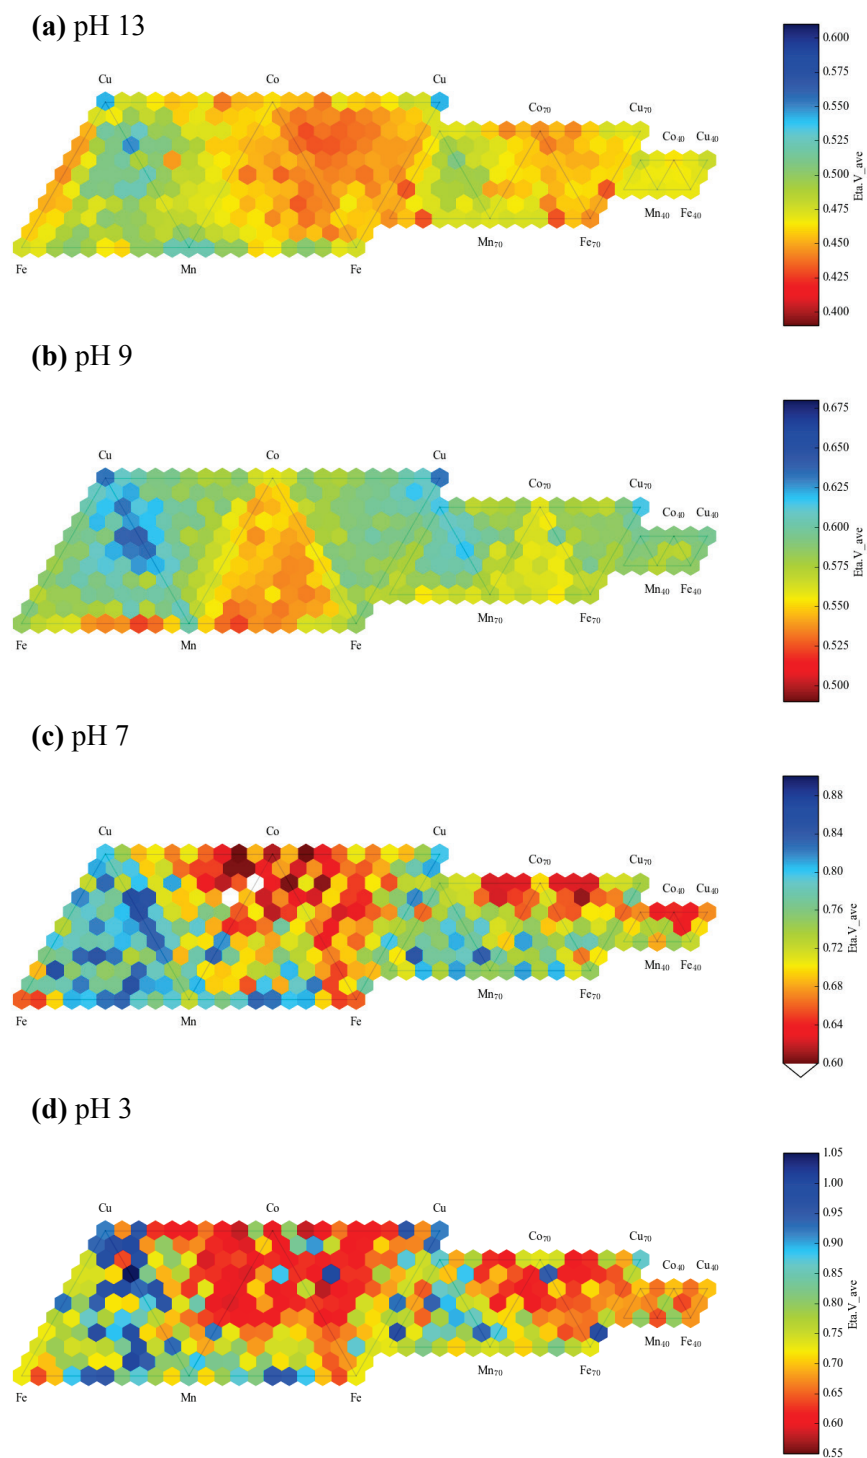 (a) pH 13
Cu Co Cu
Co70 Cu70
Co40 Cu40
Mn40 Fe40
Fe Mn Fe
Mn70 Fe70
0.600
0.575
0.550
0.525
0.500
0.475
0.450
0.425
0.400
Eta.V_ave
(b) pH 9
Cu Co Cu
Co70 Cu70
Co40 Cu40
Mn40 Fe40
Fe Mn Fe
Mn70 Fe70
0.675
0.650
0.625
0.600
0.575
0.550
0.525
0.500
Eta.V_ave
(c) pH 7
Cu Co Cu
Co70 Cu70
Co40 Cu40
Mn40 Fe40
Fe Mn Fe
Mn70 Fe70
0.88
0.84
0.80
0.76
0.72
0.68
0.64
0.60
Eta.V_ave
(d) pH 3
Cu Co Cu
Co70 Cu70
Co40 Cu40
Mn40 Fe40
Fe Mn Fe
Mn70 Fe70
1.05
1.00
0.95
0.90
0.85
0.80
0.75
0.70
0.65
0.60
0.55
Eta.V_ave